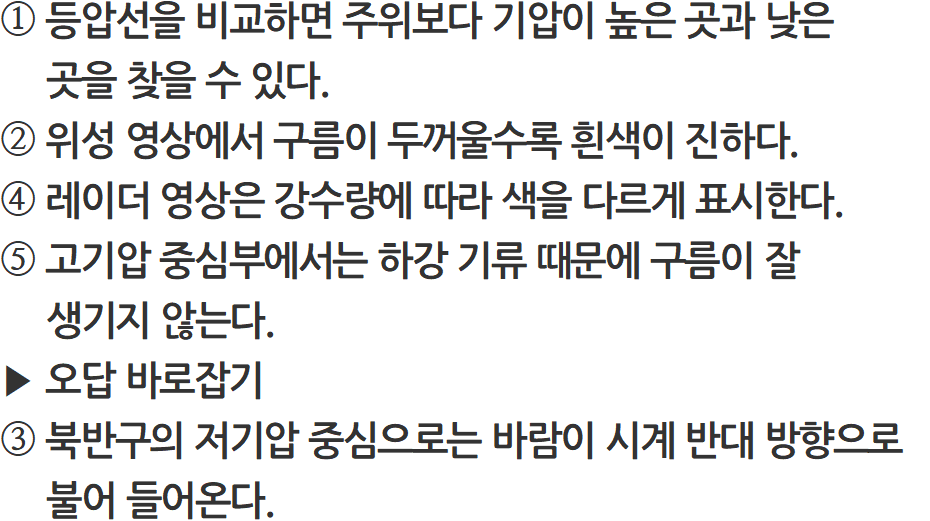 ① 등압선을 비교하면 주위보다 기압이 높은 곳과 낮은
곳을 찾을 수 있다.
② 위성 영상에서 구름이 두꺼울수록 흰색이 진하다.
④ 레이더 영상은 강수량에 따라 색을 다르게 표시한다.
⑤ 고기압 중심부에서는 하강 기류 때문에 구름이 잘
생기지 않는다.
▶ 오답 바로잡기
③ 북반구의 저기압 중심으로는 바람이 시계 반대 방향으로
불어 들어온다.